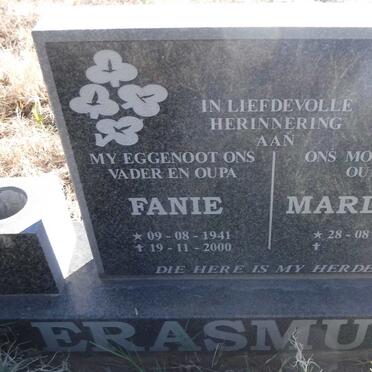 IN LIEFDEVOLLE
HERINNERING
AAN
MY EGGENOOT ONS
VADER EN OUPA
FANIE
★ 09-08-1941
† 19-11-2000
ONS MO
OU
MARI
★ 28-08
†
DIE HERE IS MY HERDE
ERASMU